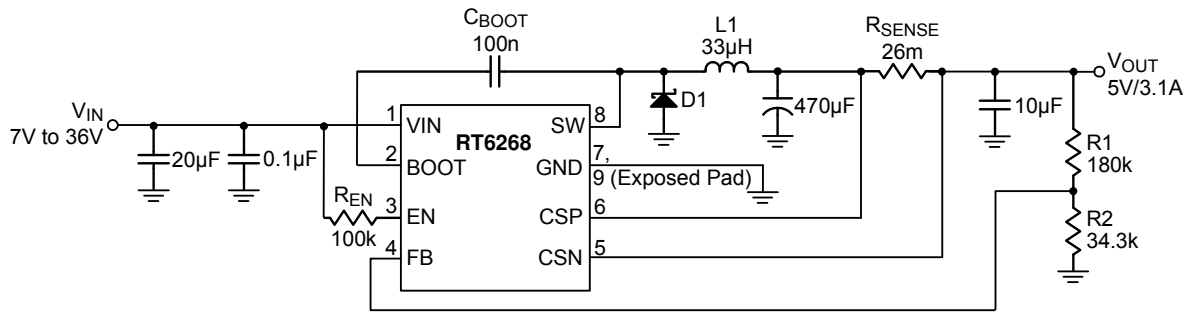 CBOOT
100n
L1
33µH
RSENSE
26m
VOUT
5V/3.1A
D1
470µF
10µF
VIN
7V to 36V
20µF
0.1µF
REN
100k
1
VIN
2
BOOT
3
EN
4
FB
RT6268
SW
8
GND
7,
9 (Exposed Pad)
CSP
6
CSN
5
R1
180k
R2
34.3k